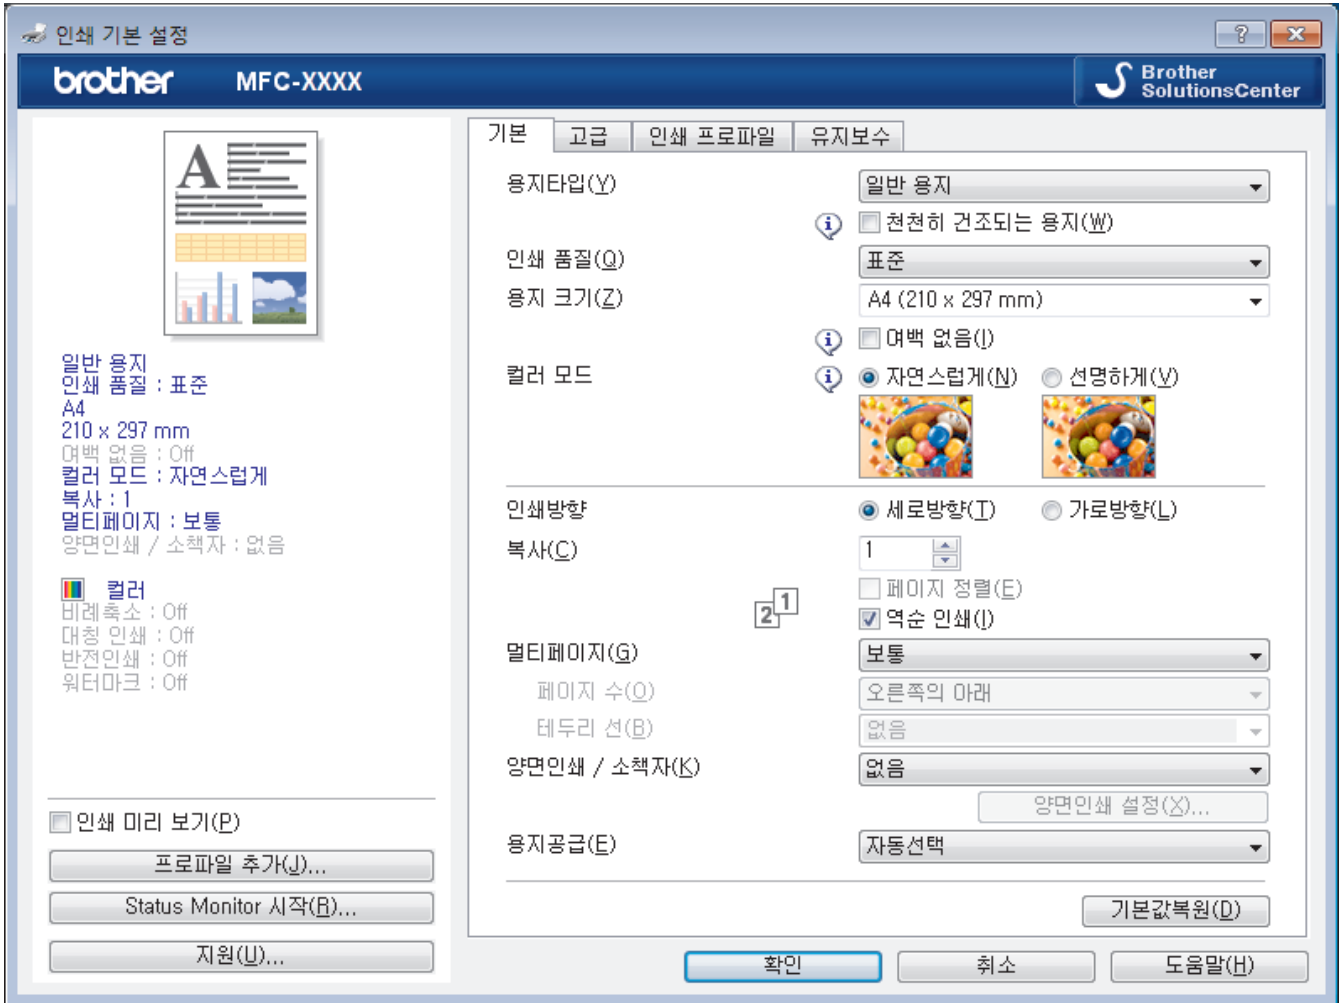 인쇄 기본 설정
brother MFC-XXXX Brother SolutionsCenter
기본 고급 인쇄 프로파일 유지보수
A
일반 용지
인쇄 품질 : 표준
A4
210 x 297 mm
여백 없음 : Off
컬러 모드 : 자연스럽게
복사 : 1
멀티페이지 : 보통
양면인쇄 / 소책자 : 없음
컬러
비례축소 : Off
대칭 인쇄 : Off
반전인쇄 : Off
워터마크 : Off
인쇄 미리 보기(P)
프로파일 추가(J)...
Status Monitor 시작(R)...
지원(U)...
용지타입(Y) 일반 용지
천천히 건조되는 용지(W)
인쇄 품질(Q) 표준
용지 크기(Z) A4 (210 x 297 mm)
여백 없음(I)
컬러 모드 자연스럽게(N) 선명하게(V)
인쇄방향 세로방향(T) 가로방향(L)
복사(C) 1
페이지 정렬(E)
21 역순 인쇄(I)
멀티페이지(G) 보통
페이지 수(O) 오른쪽의 아래
테두리 선(B) 없음
양면인쇄 / 소책자(K) 없음
양면인쇄 설정(X)...
용지공급(E) 자동선택
기본값복원(D)
확인 취소 도움말(H)